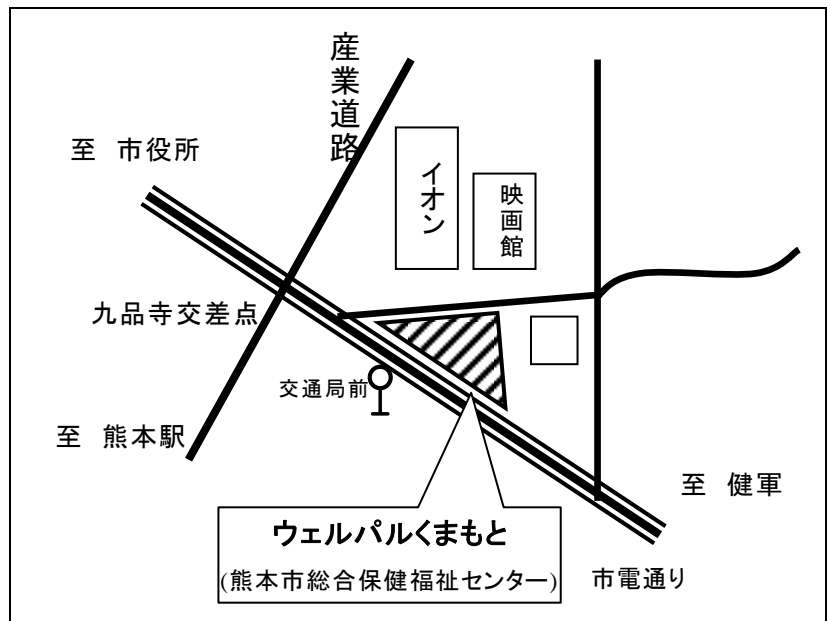 産業道路
至 市役所
イオン
映画館
九品寺交差点
交通局前
至 熊本駅
至 健軍
ウェルパルくまもと
(熊本市総合保健福祉センター)
市電通り